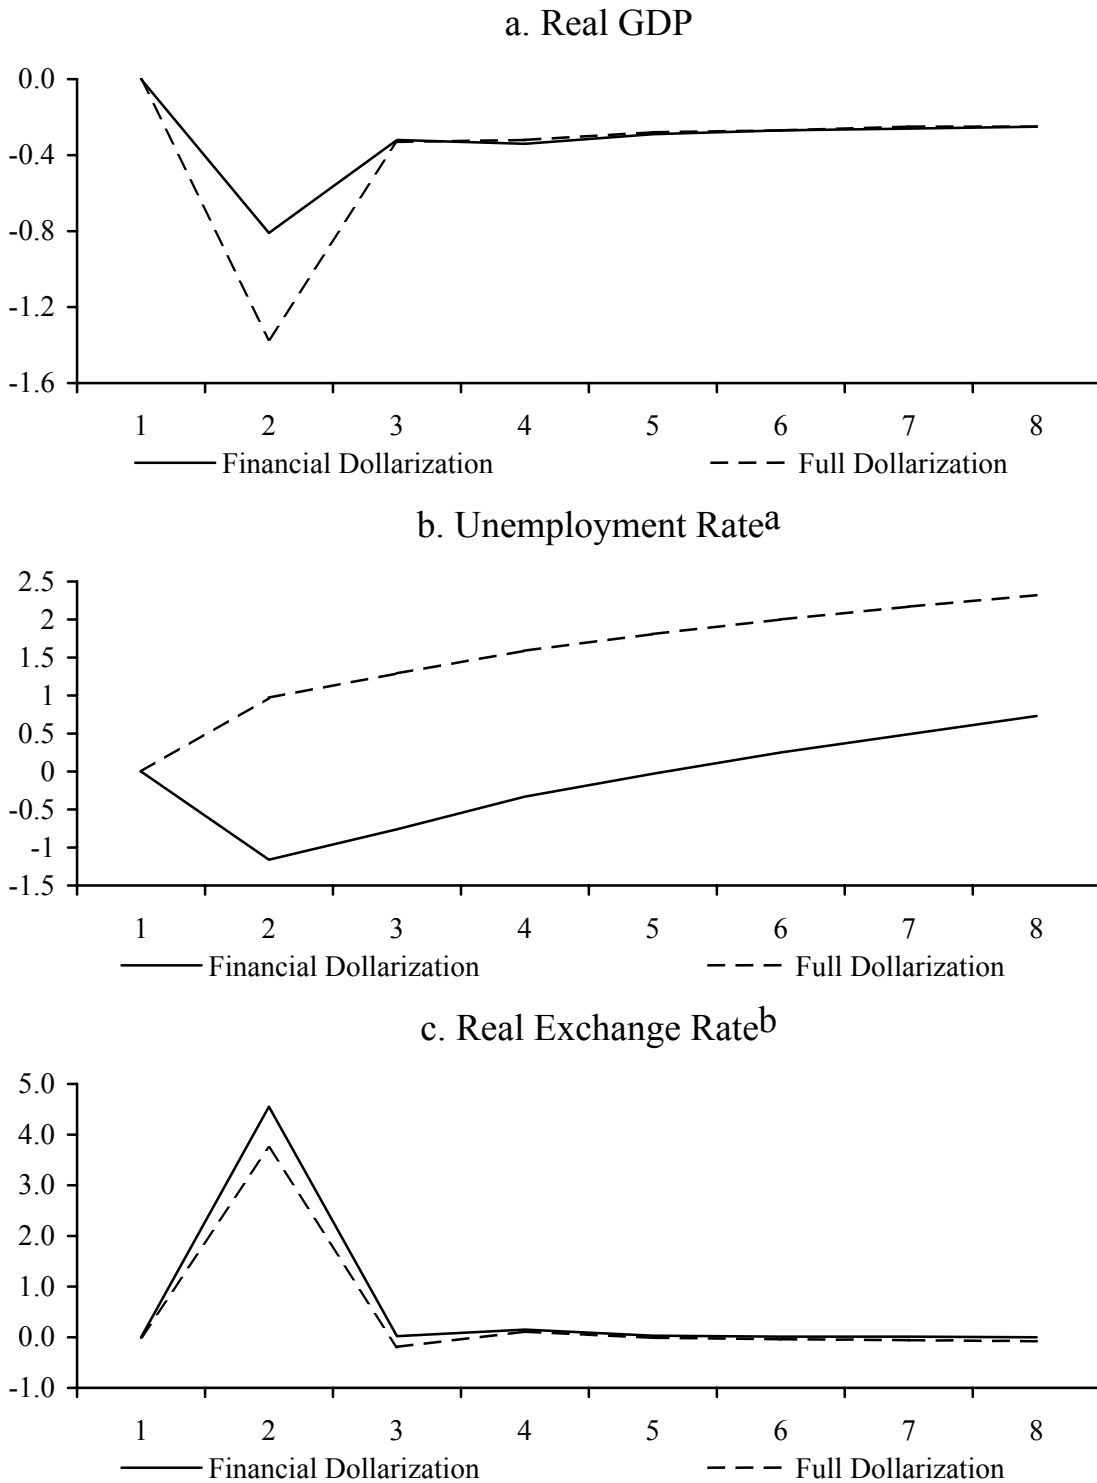 a. Real GDP
0.0
-0.4
-0.8
-1.2
-1.6
1 2 3 4 5 6 7 8
Financial Dollarization Full Dollarization
b. Unemployment Rateª
2.5
2
1.5
1
0.5
0
-0.5
-1
-1.5
1 2 3 4 5 6 7 8
Financial Dollarization Full Dollarization
c. Real Exchange Rateᵇ
5.0
4.0
3.0
2.0
1.0
0.0
-1.0
1 2 3 4 5 6 7 8
Financial Dollarization Full Dollarization